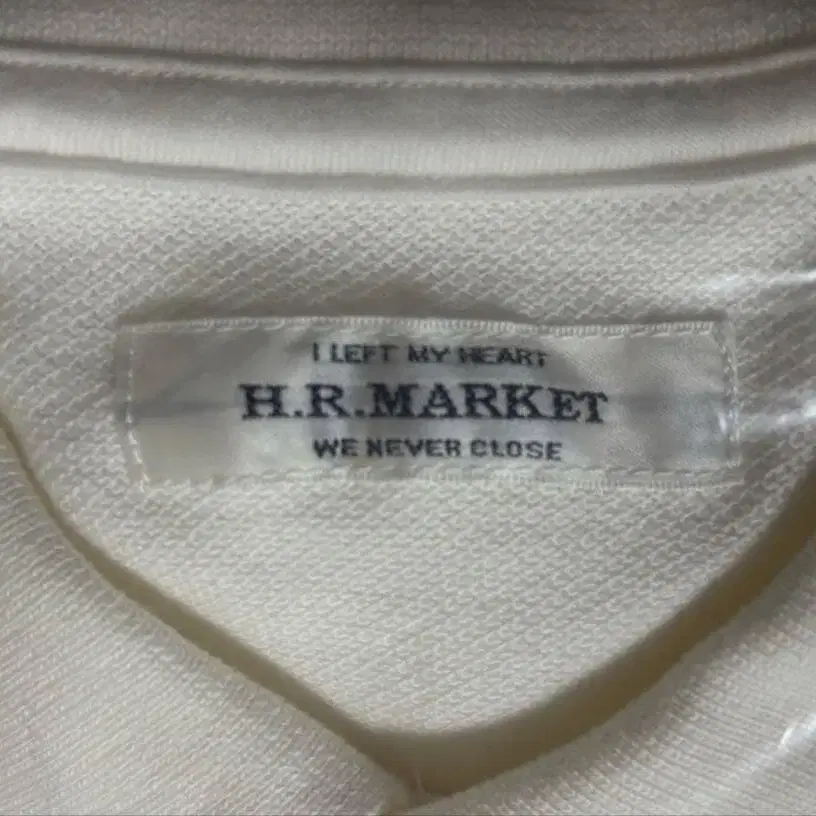 I LEFT MY HEART
H.R.MARKET
WE NEVER CLOSE